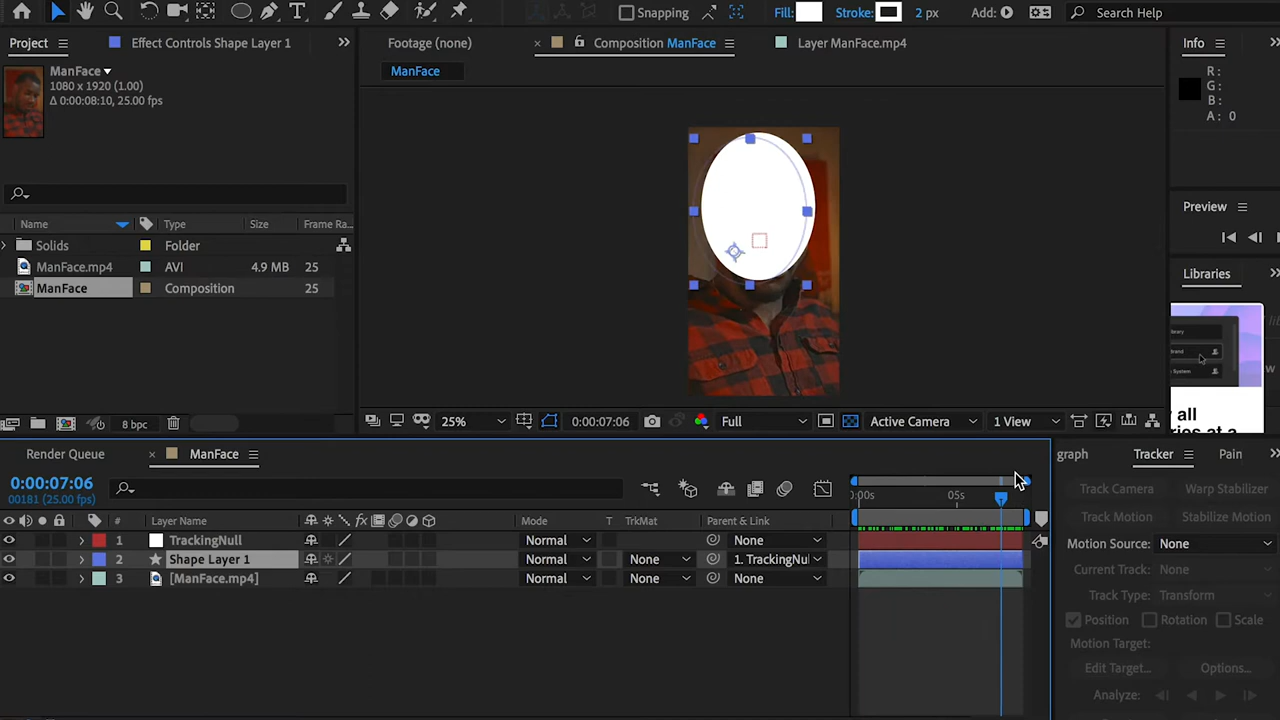 Snapping
Fill:
Stroke:
2 px
Add:
Search Help
Project
Effect Controls Shape Layer 1
Footage (none)
Composition ManFace
Layer ManFace.mp4
Info
ManFace
1080 x 1920 (1.00)
Δ 0:00:08:10, 25.00 fps
ManFace
R :
G :
B :
A : 0
Name
Type
Size
Frame Ra...
Solids
Folder
ManFace.mp4
AVI
4.9 MB
25
ManFace
Composition
25
Preview
Libraries
8 bpc
25%
0:00:07:06
Full
Active Camera
1 View
Render Queue
ManFace
graph
Tracker
Pain
0:00:07:06
00181 (25.00 fps)
0:00s
05s
Track Camera
Warp Stabilizer
Track Motion
Stabilize Motion
#
Layer Name
Mode
T
TrkMat
Parent & Link
1
TrackingNull
Normal
None
2
Shape Layer 1
Normal
None
1. TrackingNul
3
[ManFace.mp4]
Normal
None
None
Motion Source:
None
Current Track:
None
Track Type:
Transform
Position
Rotation
Scale
Motion Target:
Edit Target...
Options...
Analyze: